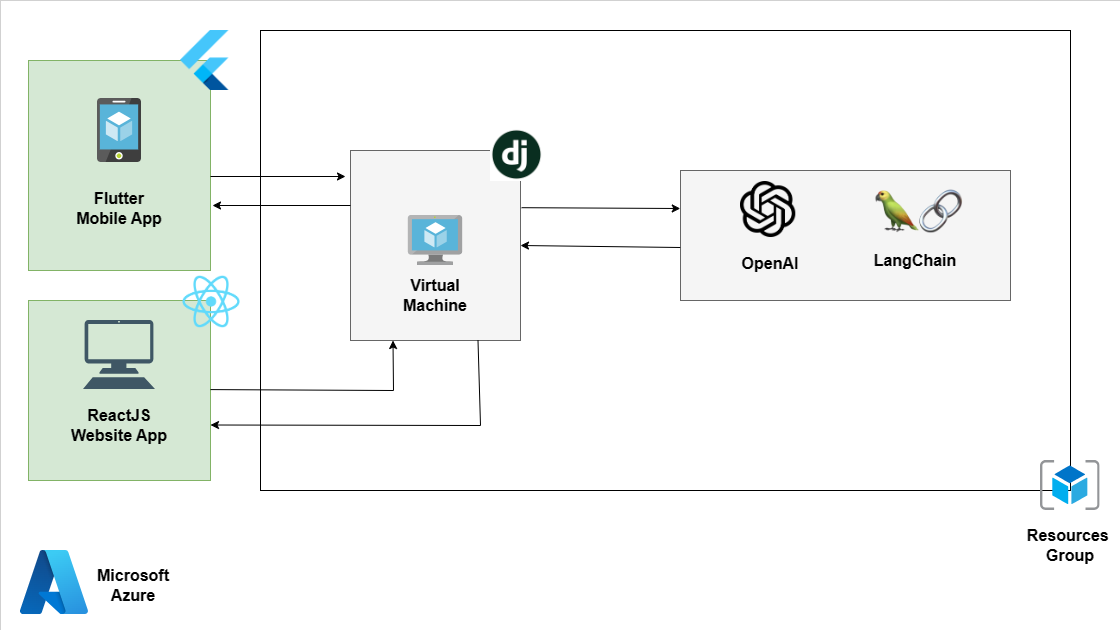 Flutter
Mobile App
dj
Virtual
Machine
OpenAI
LangChain
ReactJS
Website App
Resources
Group
Microsoft
Azure